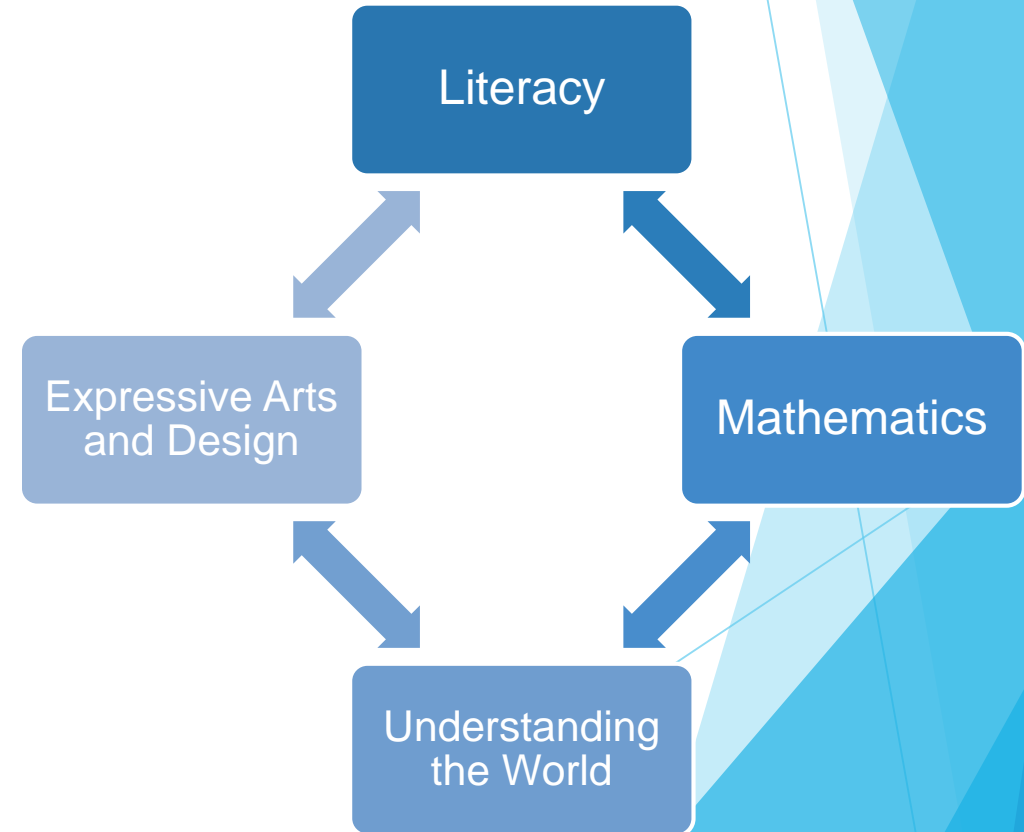 Literacy
Expressive Arts
and Design
Mathematics
Understanding
the World